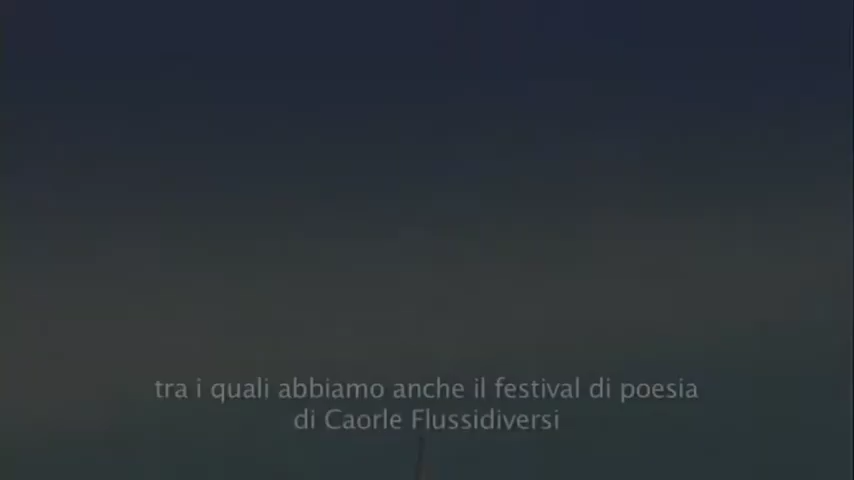 tra i quali abbiamo anche il festival di poesia
di Caorle Flussidiversi